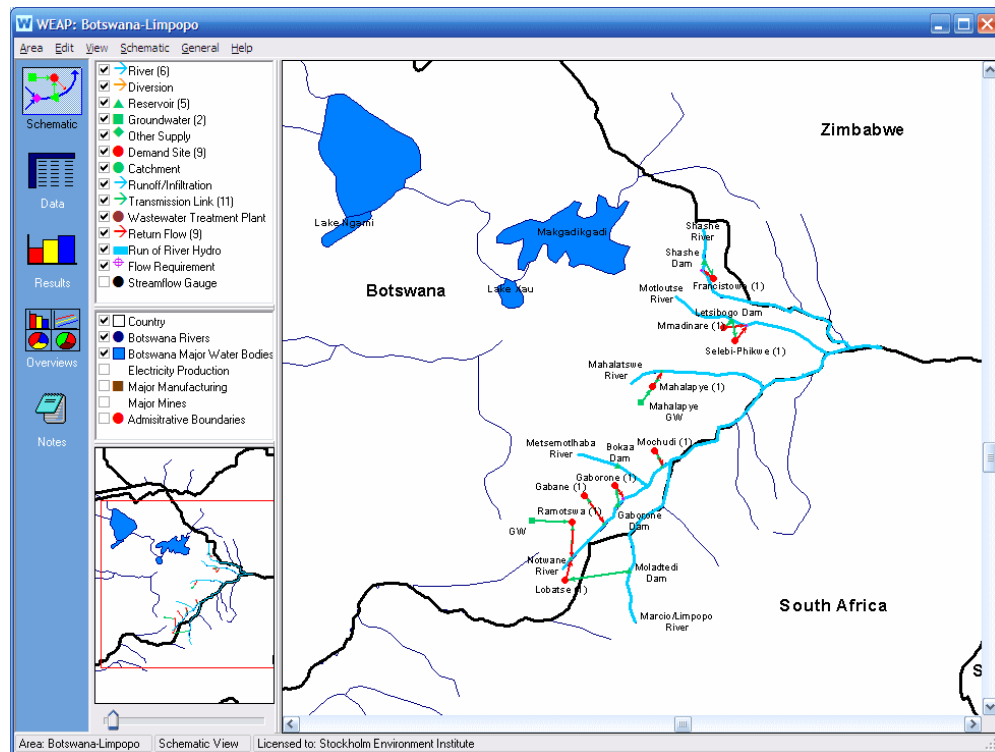 WEAP: Botswana-Limpopo
Area Edit View Schematic General Help
Schematic
Data
Results
Overviews
Notes
River (6)
Diversion
Reservoir (5)
Groundwater (2)
Other Supply
Demand Site (9)
Catchment
Runoff/Infiltration
Transmission Link (11)
Wastewater Treatment Plant
Return Flow (9)
Run of River Hydro
Flow Requirement
Streamflow Gauge
Country
Botswana Rivers
Botswana Major Water Bodies
Electricity Production
Major Manufacturing
Major Mines
Admisitrative Boundaries
Zimbabwe
Lake Ngami
Makgadikgadi
Shashe
River
Shashe
Dam
Botswana
Lake Xau
Francistown (1)
Motloutse
River
Letsibogo Dam
Mmadinare (1)
Selebi-Phikwe (1)
Mahalatswe
River
Mahalapye (1)
Mahalapye
GW
Metsemotlhaba
River
Bokaa
Dam
Mochudi (1)
Gaborone (1)
Gabane (1)
Ramotswa (1)
Gaborone
Dam
GW
Notwane
River
Moladtedi
Dam
Lobatse (1)
South Africa
Marcio/Limpopo
River
S
Area: Botswana-Limpopo Schematic View Licensed to: Stockholm Environment Institute